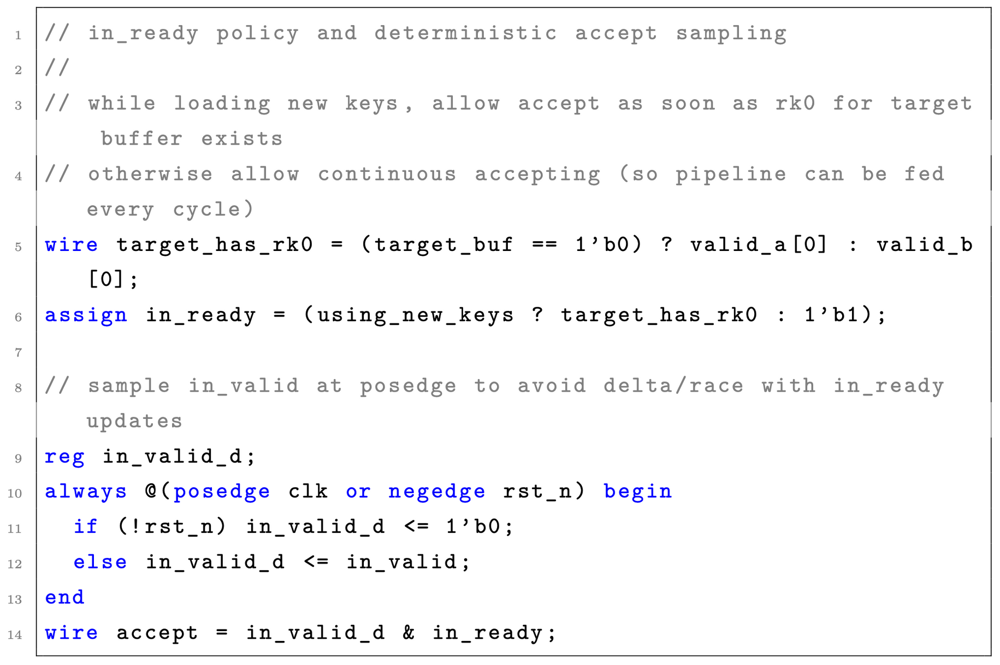 1 // in_ready policy and deterministic accept sampling
2 //
3 // while loading new keys, allow accept as soon as rk0 for target
buffer exists
4 // otherwise allow continuous accepting (so pipeline can be fed
every cycle)
5 wire target_has_rk0 = (target_buf == 1’b0) ? valid_a[0] : valid_b
[0];
6 assign in_ready = (using_new_keys ? target_has_rk0 : 1’b1);
7
8 // sample in_valid at posedge to avoid delta/race with in_ready
updates
9 reg in_valid_d;
10 always @(posedge clk or negedge rst_n) begin
11 if (!rst_n) in_valid_d <= 1’b0;
12 else in_valid_d <= in_valid;
13 end
14 wire accept = in_valid_d & in_ready;